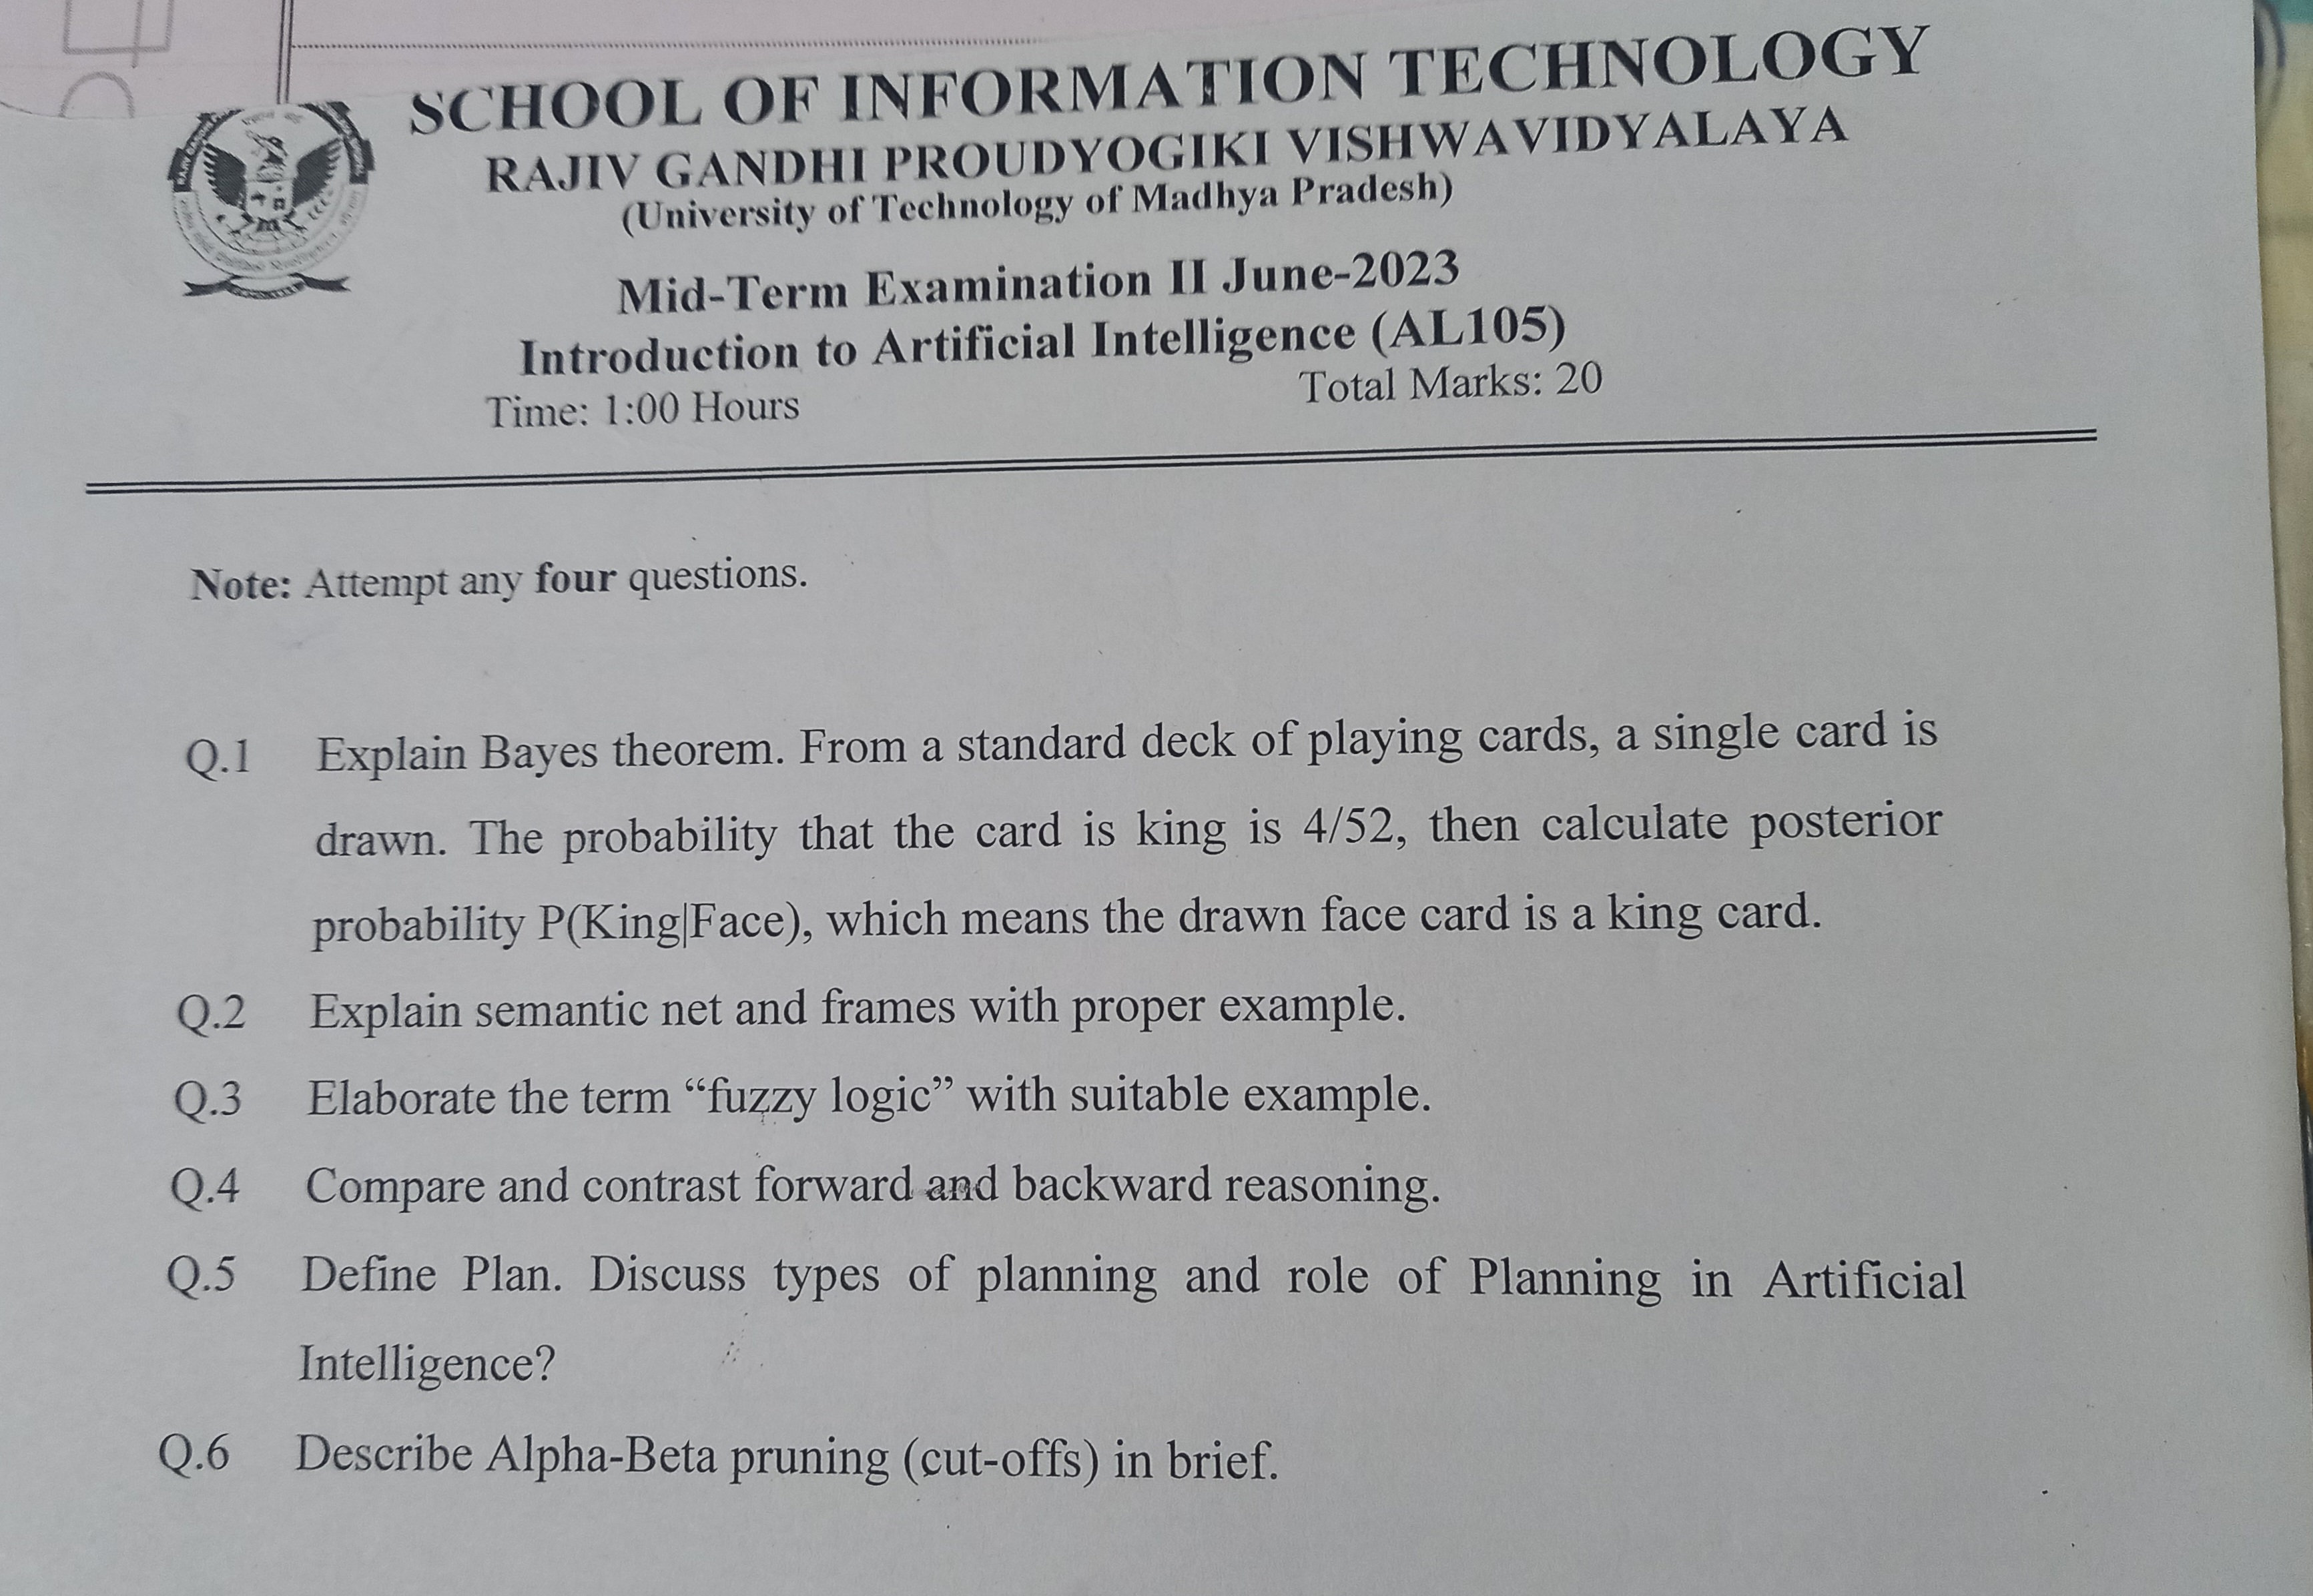 SCHOOL OF INFORMATION TECHNOLOGY
RAJIV GANDHI PROUDYOGIKI VISHWAVIDYALAYA
(University of Technology of Madhya Pradesh)
Mid-Term Examination II June-2023
Introduction to Artificial Intelligence (AL105)
Time: 1:00 Hours Total Marks: 20
Note: Attempt any four questions.
Q.1 Explain Bayes theorem. From a standard deck of playing cards, a single card is
drawn. The probability that the card is king is 4/52, then calculate posterior
probability P(King|Face), which means the drawn face card is a king card.
Q.2 Explain semantic net and frames with proper example.
Q.3 Elaborate the term “fuzzy logic” with suitable example.
Q.4 Compare and contrast forward and backward reasoning.
Q.5 Define Plan. Discuss types of planning and role of Planning in Artificial
Intelligence?
Q.6 Describe Alpha-Beta pruning (cut-offs) in brief.